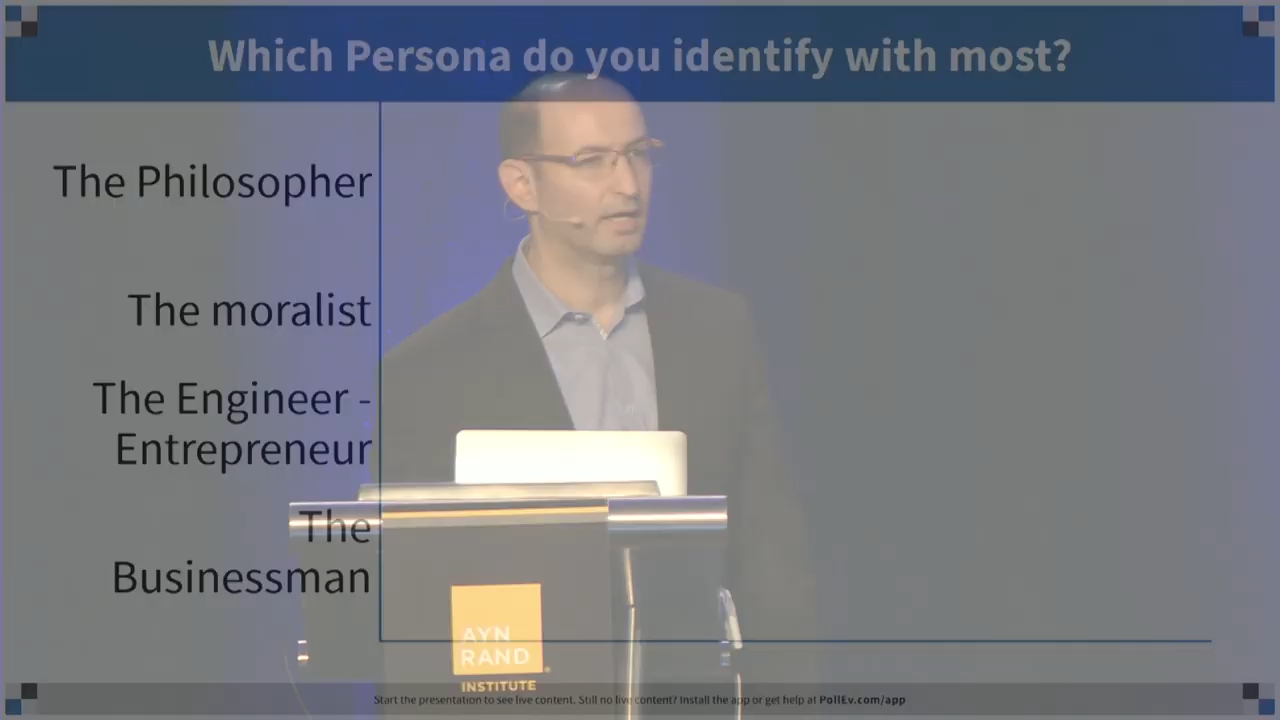 Which Persona do you identify with most?
The Philosopher
The moralist
The Engineer -
Entrepreneur
The
Businessman
AYN
RAND
INSTITUTE
Start the presentation to see live content. Still no live content? Install the app or get help at PollEv.com/app